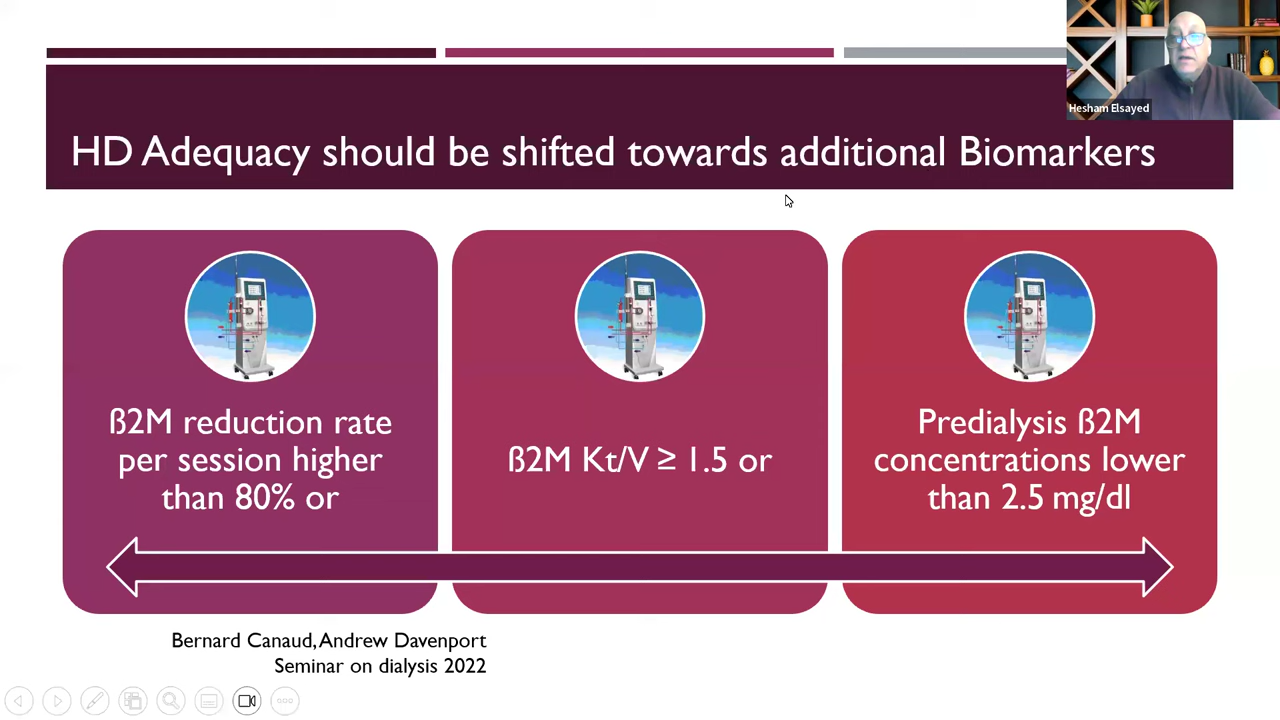 Hesham Elsayed
HD Adequacy should be shifted towards additional Biomarkers
ß2M reduction rate
per session higher
than 80% or
ß2M Kt/V ≥ 1.5 or
Predialysis ß2M
concentrations lower
than 2.5 mg/dl
Bernard Canaud, Andrew Davenport
Seminar on dialysis 2022